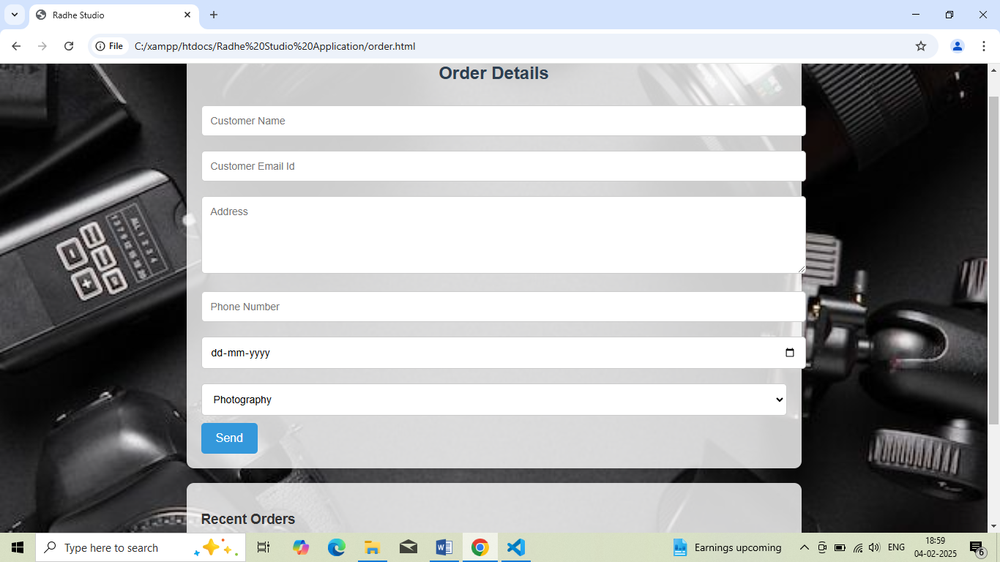 Radhe Studio
File
C:/xampp/htdocs/Radhe%20Studio%20Application/order.html
Order Details
Customer Name
Customer Email Id
Address
Phone Number
dd-mm-yyyy
Photography
Send
Recent Orders
Type here to search
Earnings upcoming
ENG
18:59
04-02-2025
6